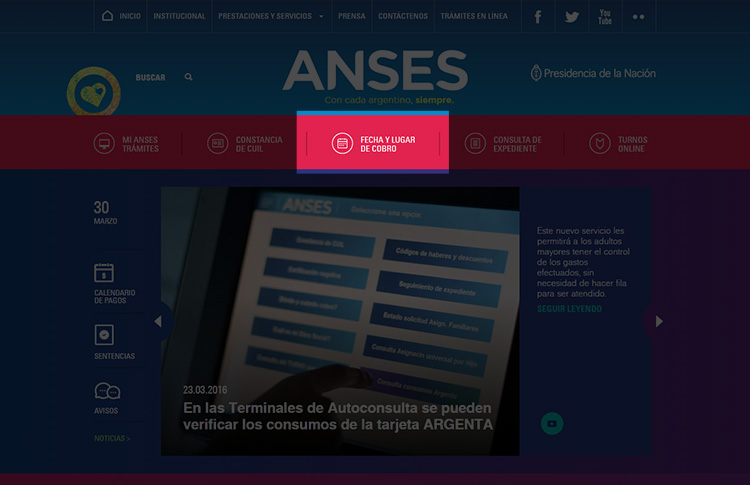 INICIO
INSTITUCIONAL
PRESTACIONES Y SERVICIOS
PRENSA
CONTÁCTENOS
TRÁMITES EN LÍNEA
You
Tube
BUSCAR
ANSES
Con cada argentino, siempre.
Presidencia de la Nación
MI ANSES
TRÁMITES
CONSTANCIA
DE CUIL
FECHA Y LUGAR
DE COBRO
CONSULTA DE
EXPEDIENTE
TURNOS
ONLINE
30
MARZO
CALENDARIO
DE PAGOS
SENTENCIAS
AVISOS
NOTICIAS >
ANSES
Seleccione una opción:
Constancia de CUIL
Códigos de haberes y descuentos
Certificación negativa
Seguimiento de expediente
Estado solicitud Asign. Familiares
Consulta Asignación universal por Hijo
Consulta consumos Argenta
23.03.2016
En las Terminales de Autoconsulta se pueden
verificar los consumos de la tarjeta ARGENTA
Este nuevo servicio les
permitirá a los adultos
mayores tener el control
de los gastos
efectuados, sin
necesidad de hacer fila
para ser atendido.
SEGUIR LEYENDO